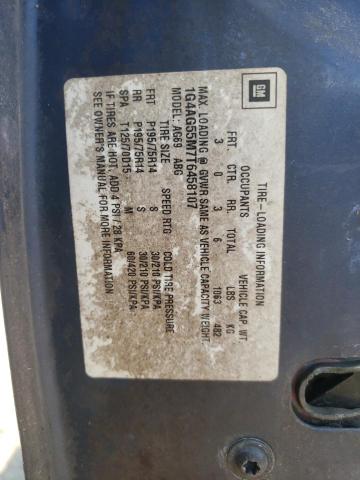 GM
TIRE-LOADING INFORMATION
OCCUPANTS VEHICLE CAP. WT.
FRT CTR. RR. TOTAL LBS KG
3 0 3 6 1063 482
MAX. LOADING @ GVWR SAME AS VEHICLE CAPACITY WEIGHT.
1G4AG55M7T6458107
MODEL AG69 ABG
TIRE SIZE SPEED RTG COLD TIRE PRESSURE
FRT P195/75R14 S 30/210 PSI/KPA
RR P195/75R14 S 30/210 PSI/KPA
SPA T125/70D15 M 60/420 PSI/KPA
IF TIRES ARE HOT, ADD 4 PSI/28 KPA
SEE OWNERS MANUAL FOR MORE INFORMATION